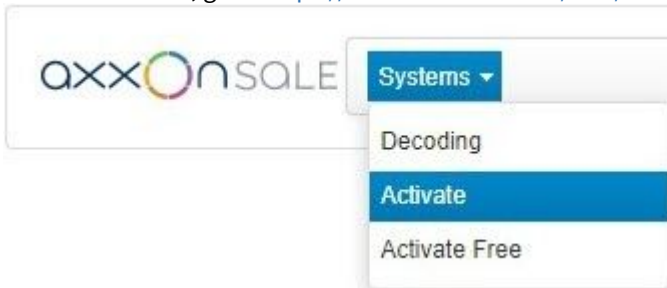 axxonsale
Systems
Decoding
Activate
Activate Free